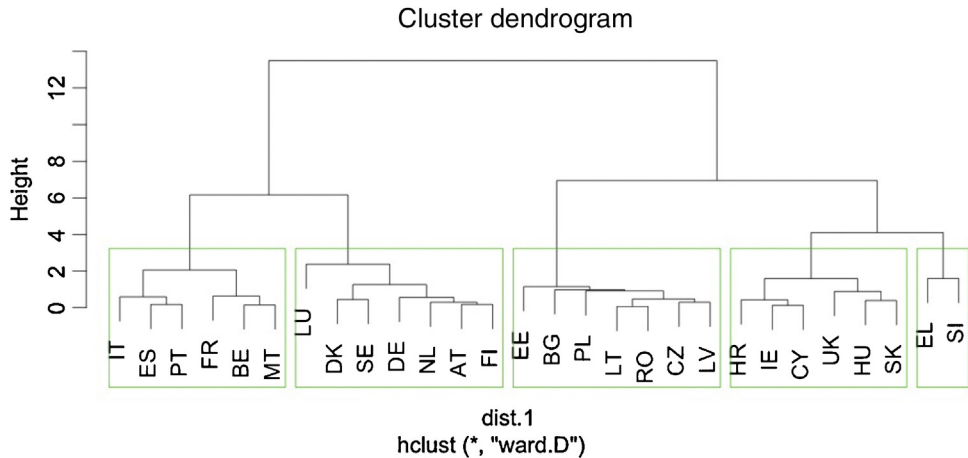 Cluster dendrogram
Height
12
8
6
4
2
0
IT
ES
PT
FR
BE
MT
LU
DK
SE
DE
NL
AT
FI
EE
BG
PL
LT
RO
CZ
LV
HR
IE
CY
UK
HU
SK
EL
SI
dist.1
hclust (*, "ward.D")